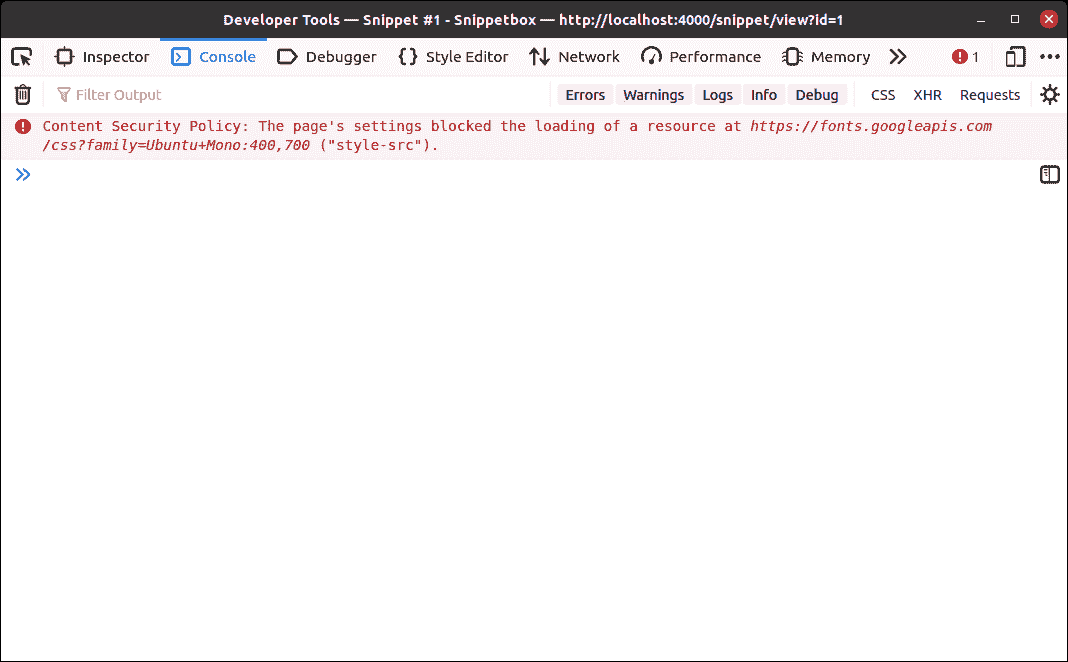 Developer Tools — Snippet #1 - Snippetbox — http://localhost:4000/snippet/view?id=1
Inspector Console Debugger {} Style Editor Network Performance Memory 1
Filter Output Errors Warnings Logs Info Debug CSS XHR Requests
Content Security Policy: The page's settings blocked the loading of a resource at https://fonts.googleapis.com
/css?family=Ubuntu+Mono:400,700 ("style-src").